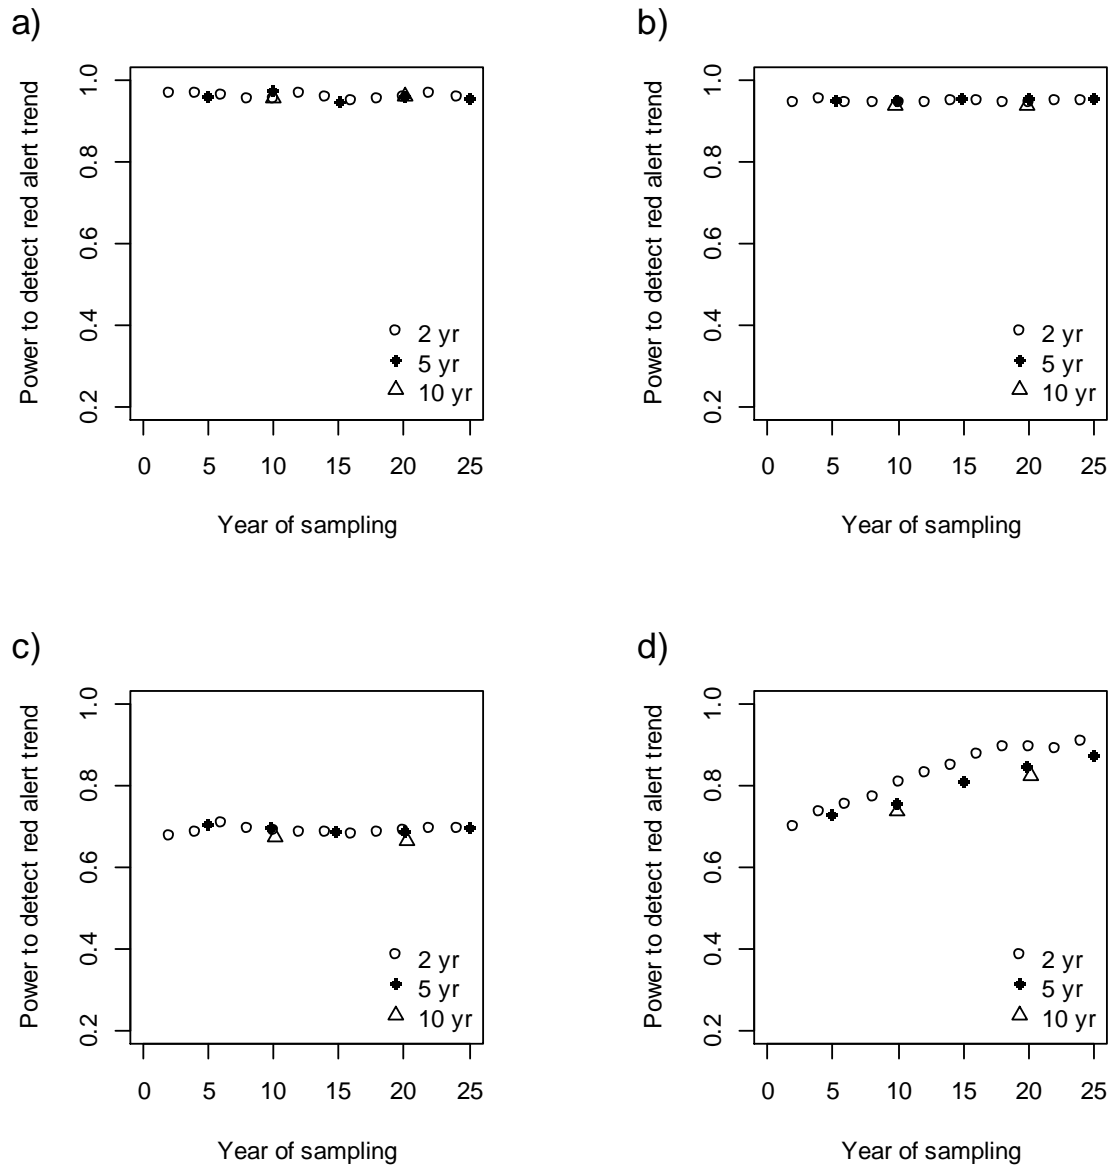 a)
Power to detect red alert trend
1.0
0.8
0.6
0.4
0.2
2 yr
5 yr
10 yr
0 5 10 15 20 25
Year of sampling
b)
Power to detect red alert trend
1.0
0.8
0.6
0.4
0.2
2 yr
5 yr
10 yr
0 5 10 15 20 25
Year of sampling
c)
Power to detect red alert trend
1.0
0.8
0.6
0.4
0.2
2 yr
5 yr
10 yr
0 5 10 15 20 25
Year of sampling
d)
Power to detect red alert trend
1.0
0.8
0.6
0.4
0.2
2 yr
5 yr
10 yr
0 5 10 15 20 25
Year of sampling